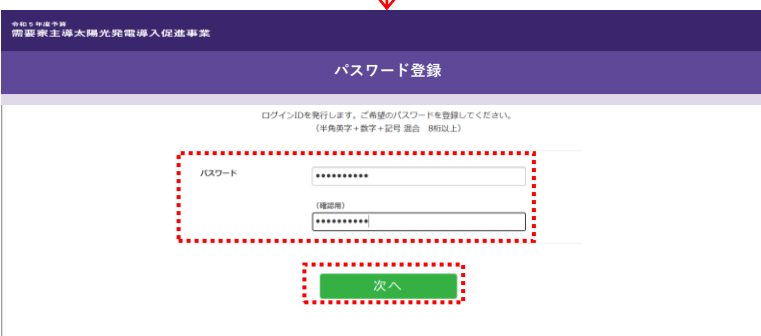 令和5年度予算
需要家主導太陽光発電導入促進事業
パスワード登録
ログインIDを発行します。ご希望のパスワードを登録してください。
（半角英字+数字+記号 混合　8桁以上）
パスワード
••••••••••
（確認用）
••••••••••
次へ